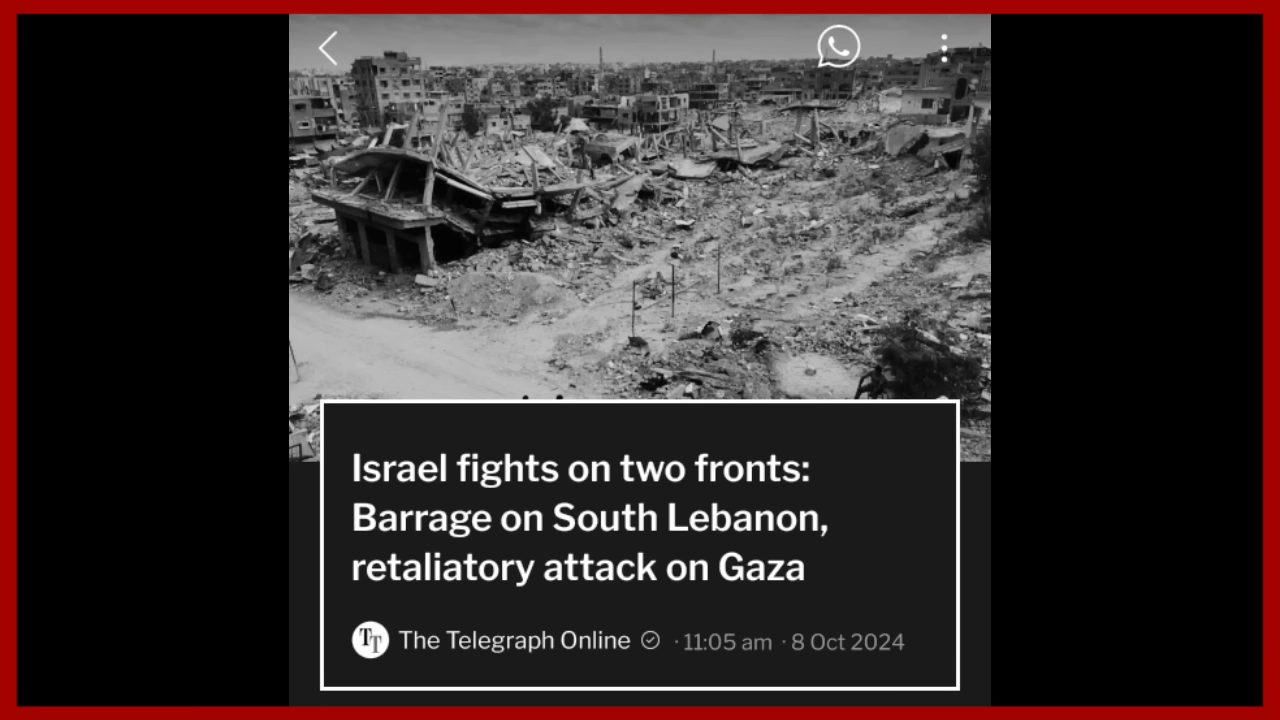 Israel fights on two fronts:
Barrage on South Lebanon,
retaliatory attack on Gaza
TT The Telegraph Online · 11:05 am · 8 Oct 2024